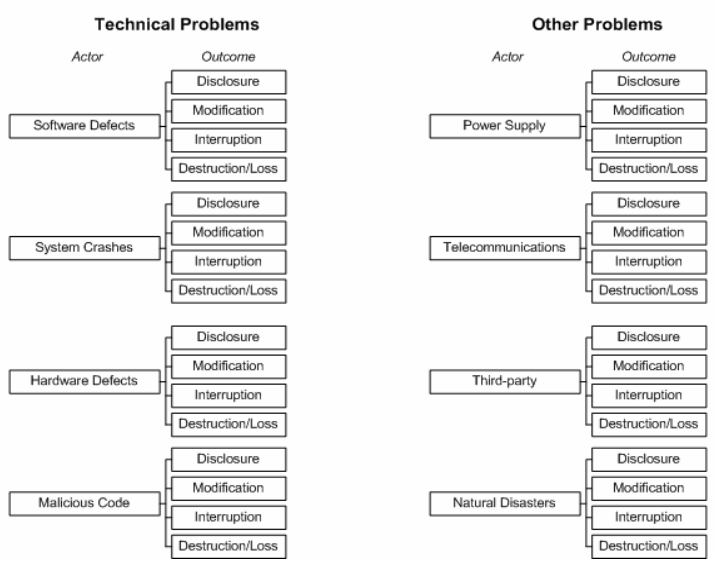 Technical Problems
Actor
Outcome
Software Defects
Disclosure
Modification
Interruption
Destruction/Loss
System Crashes
Disclosure
Modification
Interruption
Destruction/Loss
Hardware Defects
Disclosure
Modification
Interruption
Destruction/Loss
Malicious Code
Disclosure
Modification
Interruption
Destruction/Loss
Other Problems
Actor
Outcome
Power Supply
Disclosure
Modification
Interruption
Destruction/Loss
Telecommunications
Disclosure
Modification
Interruption
Destruction/Loss
Third-party
Disclosure
Modification
Interruption
Destruction/Loss
Natural Disasters
Disclosure
Modification
Interruption
Destruction/Loss